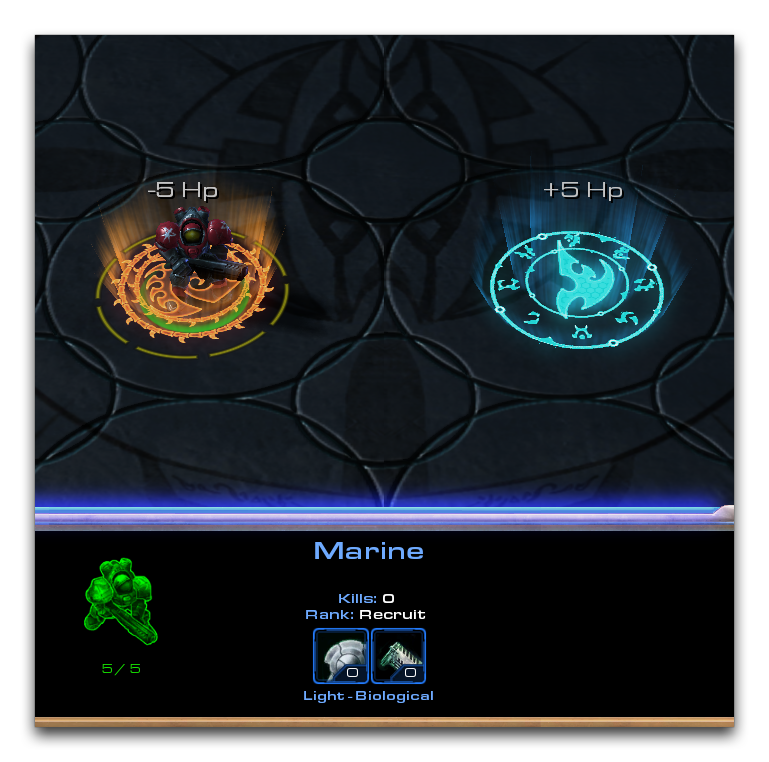 -5 Hp
+5 Hp
Marine
Kills: 0
Rank: Recruit
0
0
5/5
Light-Biological